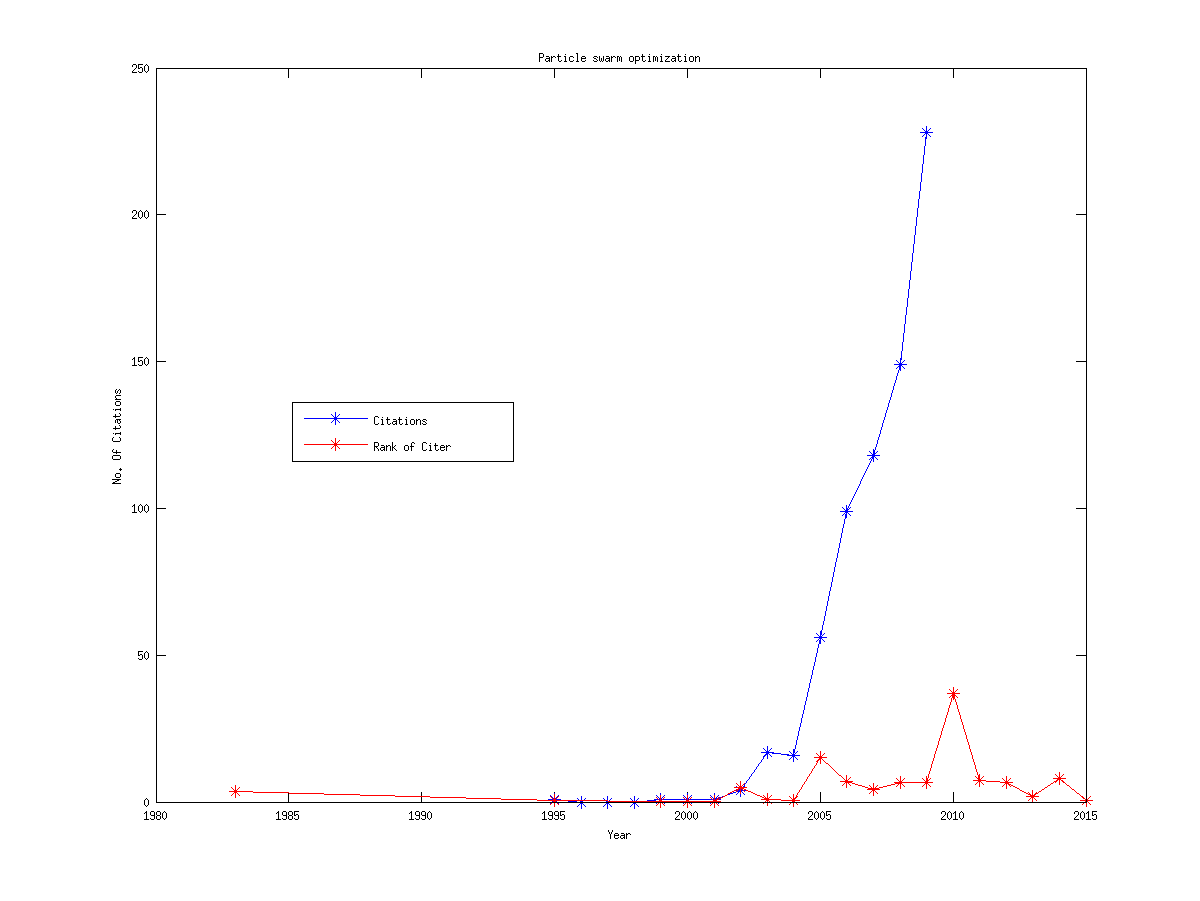 Particle swarm optimization
250
200
150
100
50
0
No. Of Citations
Citations
Rank of Citer
1980 1985 1990 1995 2000 2005 2010 2015
Year